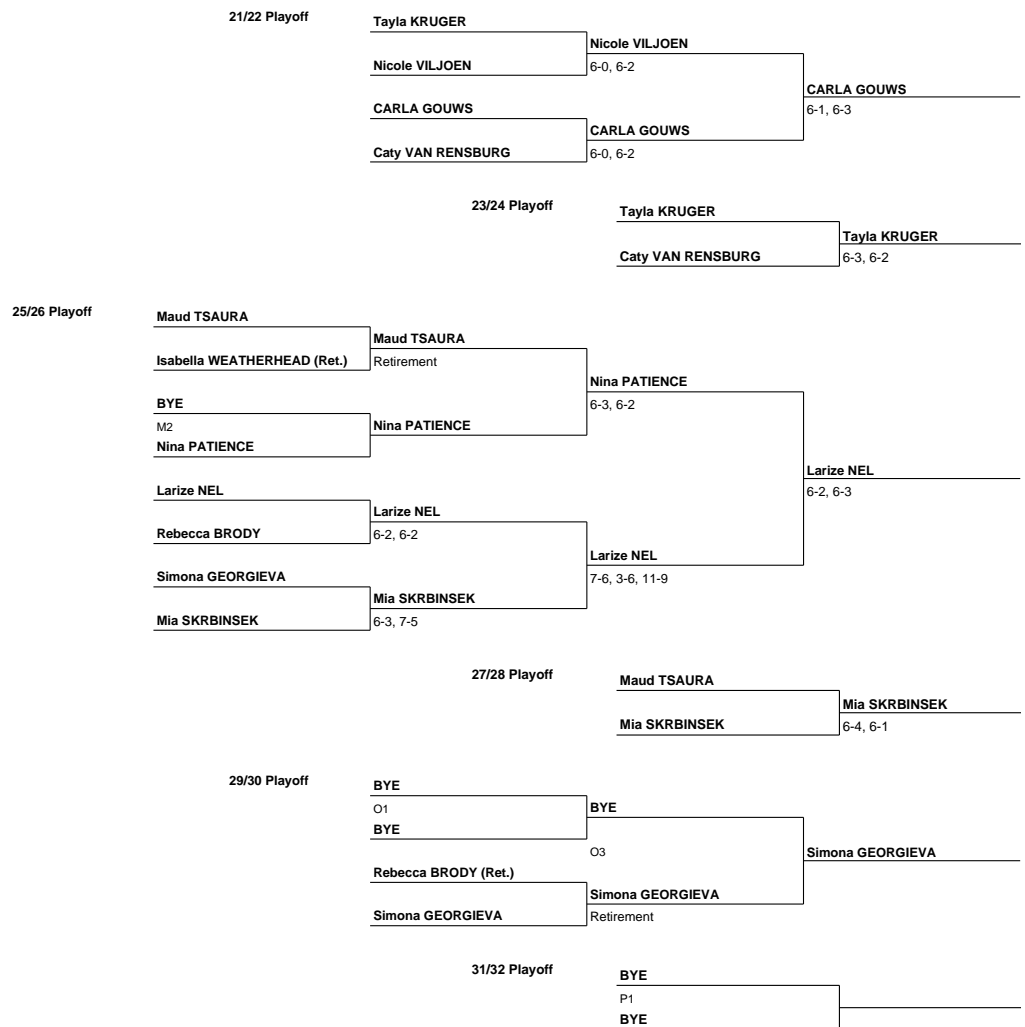 21/22 Playoff
Tayla KRUGER
Nicole VILJOEN
Nicole VILJOEN
6-0, 6-2
CARLA GOUWS
6-1, 6-3
CARLA GOUWS
CARLA GOUWS
Caty VAN RENSBURG
6-0, 6-2
23/24 Playoff
Tayla KRUGER
Tayla KRUGER
Caty VAN RENSBURG
6-3, 6-2
25/26 Playoff
Maud TSAURA
Maud TSAURA
Isabella WEATHERHEAD (Ret.)
Retirement
Nina PATIENCE
6-3, 6-2
BYE
M2
Nina PATIENCE
Nina PATIENCE
Larize NEL
6-2, 6-3
Larize NEL
Larize NEL
Rebecca BRODY
6-2, 6-2
Larize NEL
7-6, 3-6, 11-9
Simona GEORGIEVA
Mia SKRBINSEK
Mia SKRBINSEK
6-3, 7-5
27/28 Playoff
Maud TSAURA
Mia SKRBINSEK
Mia SKRBINSEK
6-4, 6-1
29/30 Playoff
BYE
O1
BYE
BYE
O3
Simona GEORGIEVA
Rebecca BRODY (Ret.)
Simona GEORGIEVA
Simona GEORGIEVA
Retirement
31/32 Playoff
BYE
P1
BYE